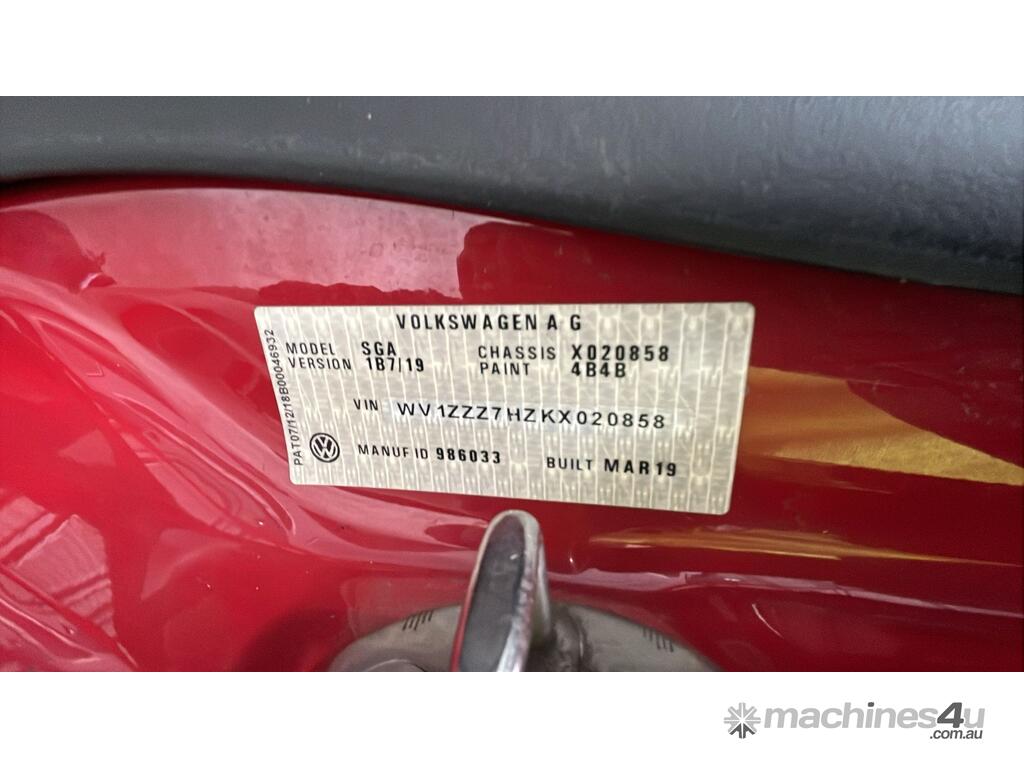 VOLKSWAGEN A G
MODEL SGA CHASSIS X020858
VERSION 1B7/19 PAINT 4B4B
VIN WV1ZZZ7HZKX020858
MANUF ID 986033 BUILT MAR19
PAT07/12/18B00046932
machines4u
.com.au